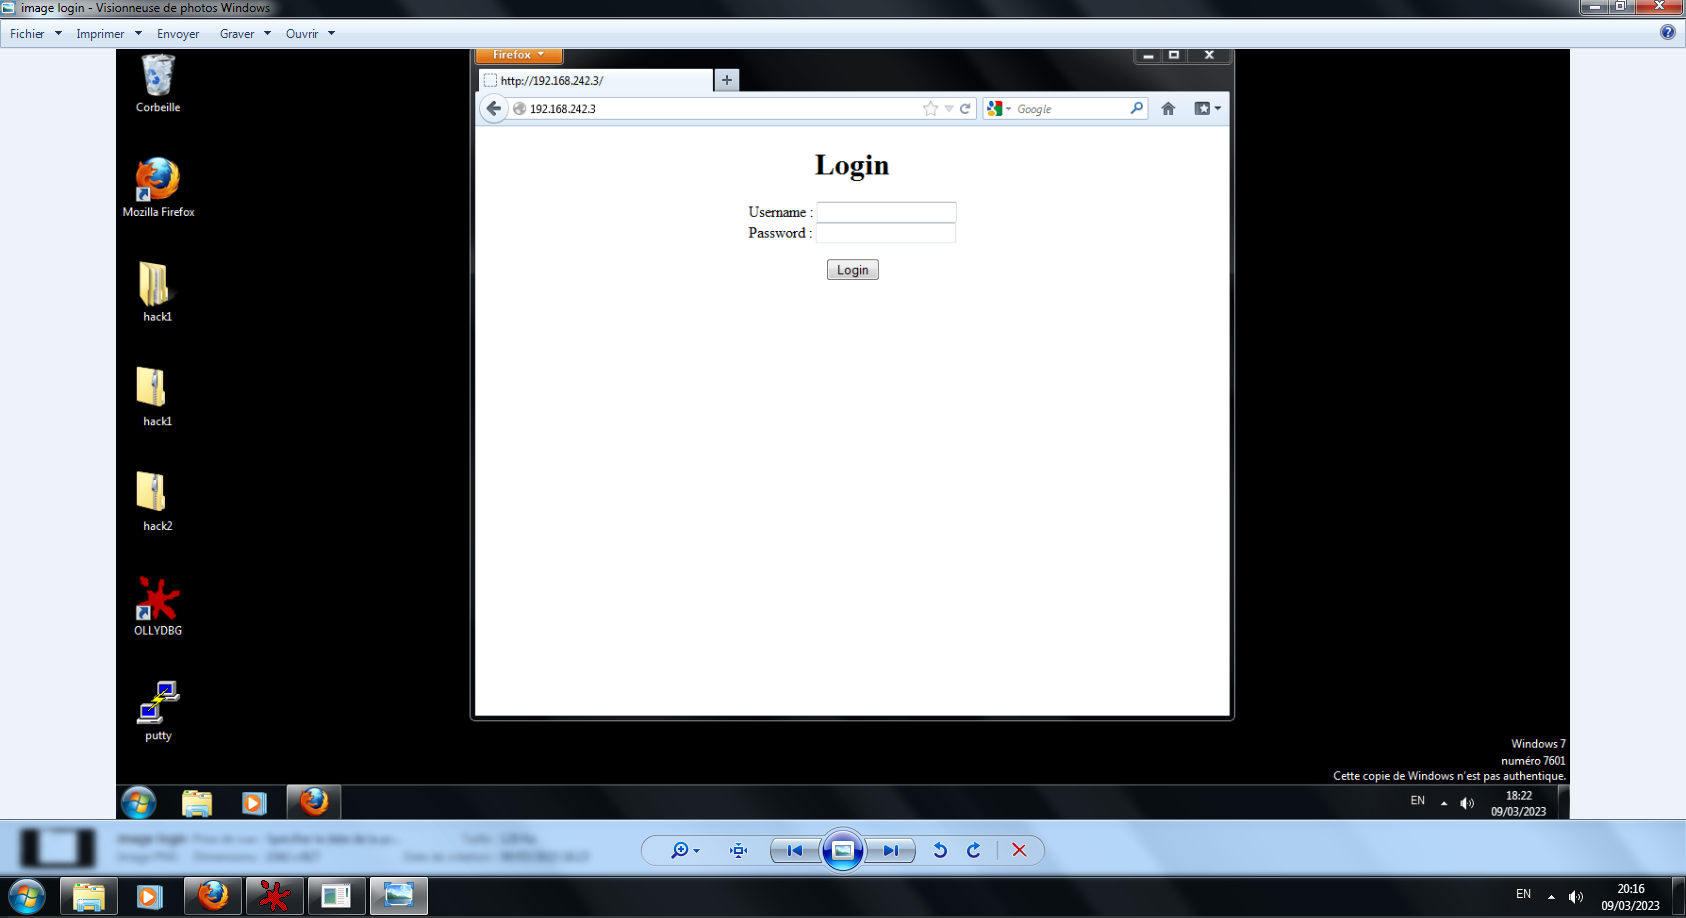 image login - Visionneuse de photos Windows
Fichier Imprimer Envoyer Graver Ouvrir
Corbeille
Mozilla Firefox
hack1
hack1
hack2
OLLYDBG
putty
Firefox
http://192.168.242.3/
192.168.242.3
Google
Login
Username :
Password :
Login
Windows 7
numéro 7601
Cette copie de Windows n'est pas authentique.
EN
18:22
09/03/2023
EN
20:16
09/03/2023